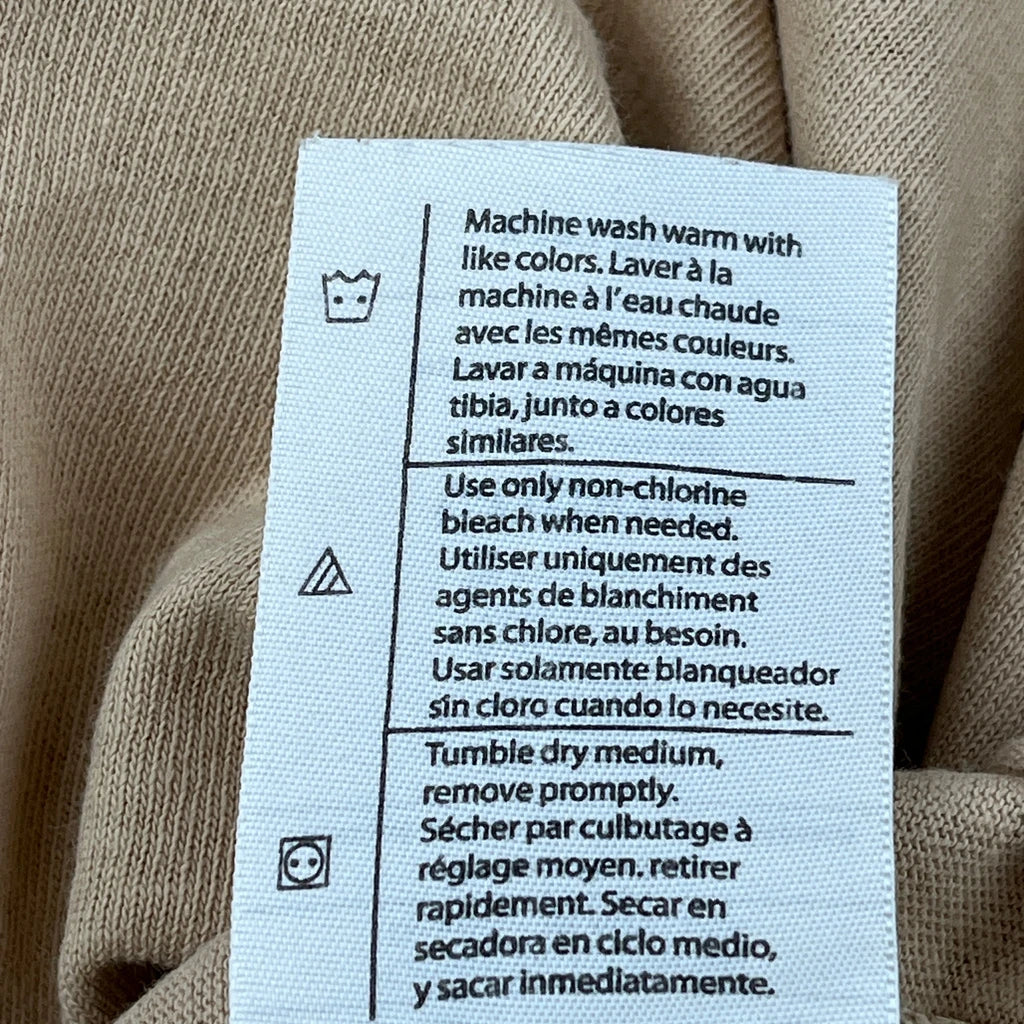 Machine wash warm with
like colors. Laver à la
machine à l'eau chaude
avec les mêmes couleurs.
Lavar a máquina con agua
tibia, junto a colores
similares.
Use only non-chlorine
bleach when needed.
Utiliser uniquement des
agents de blanchiment
sans chlore, au besoin.
Usar solamente blanqueador
sin cloro cuando lo necesite.
Tumble dry medium,
remove promptly.
Sécher par culbutage à
réglage moyen. retirer
rapidement. Secar en
secadora en ciclo medio,
y sacar inmediatamente.